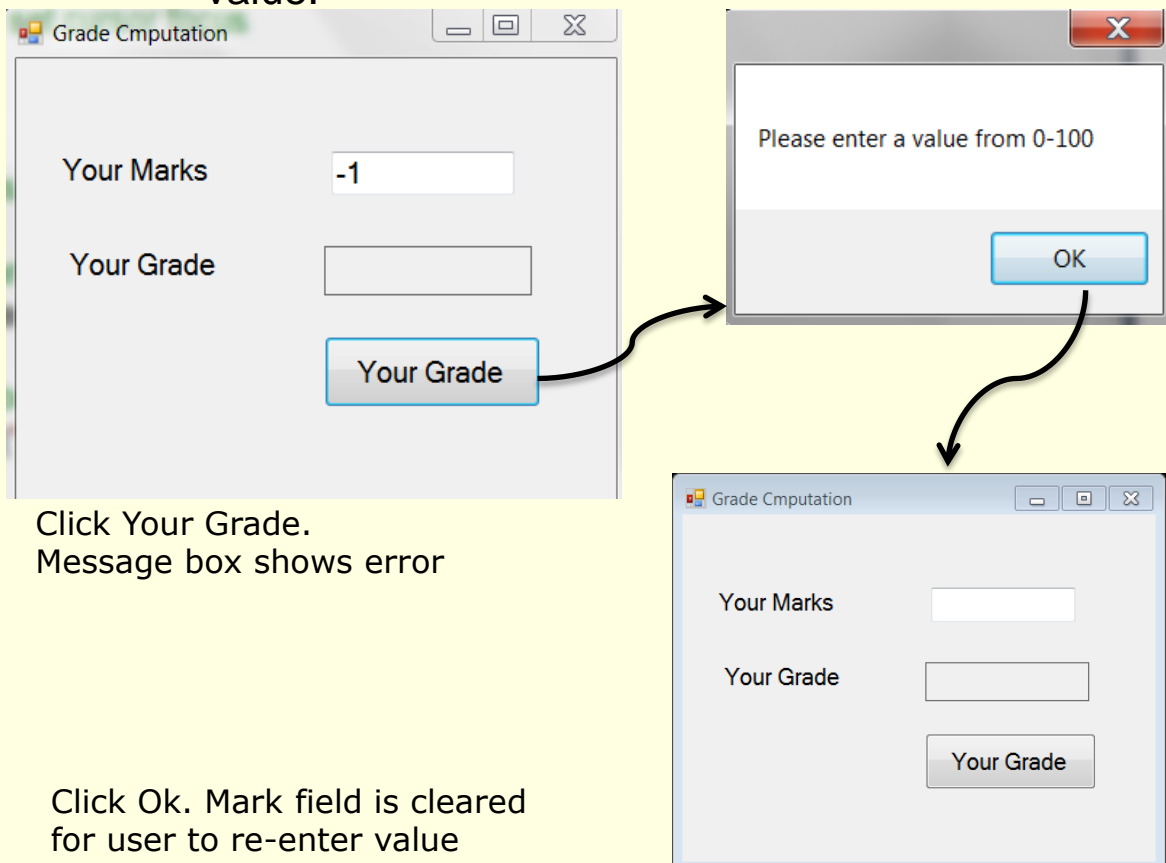 value.
Grade Cmputation
Your Marks
-1
Your Grade
Your Grade
Please enter a value from 0-100
OK
Click Your Grade.
Message box shows error
Grade Cmputation
Your Marks
Your Grade
Your Grade
Click Ok. Mark field is cleared
for user to re-enter value